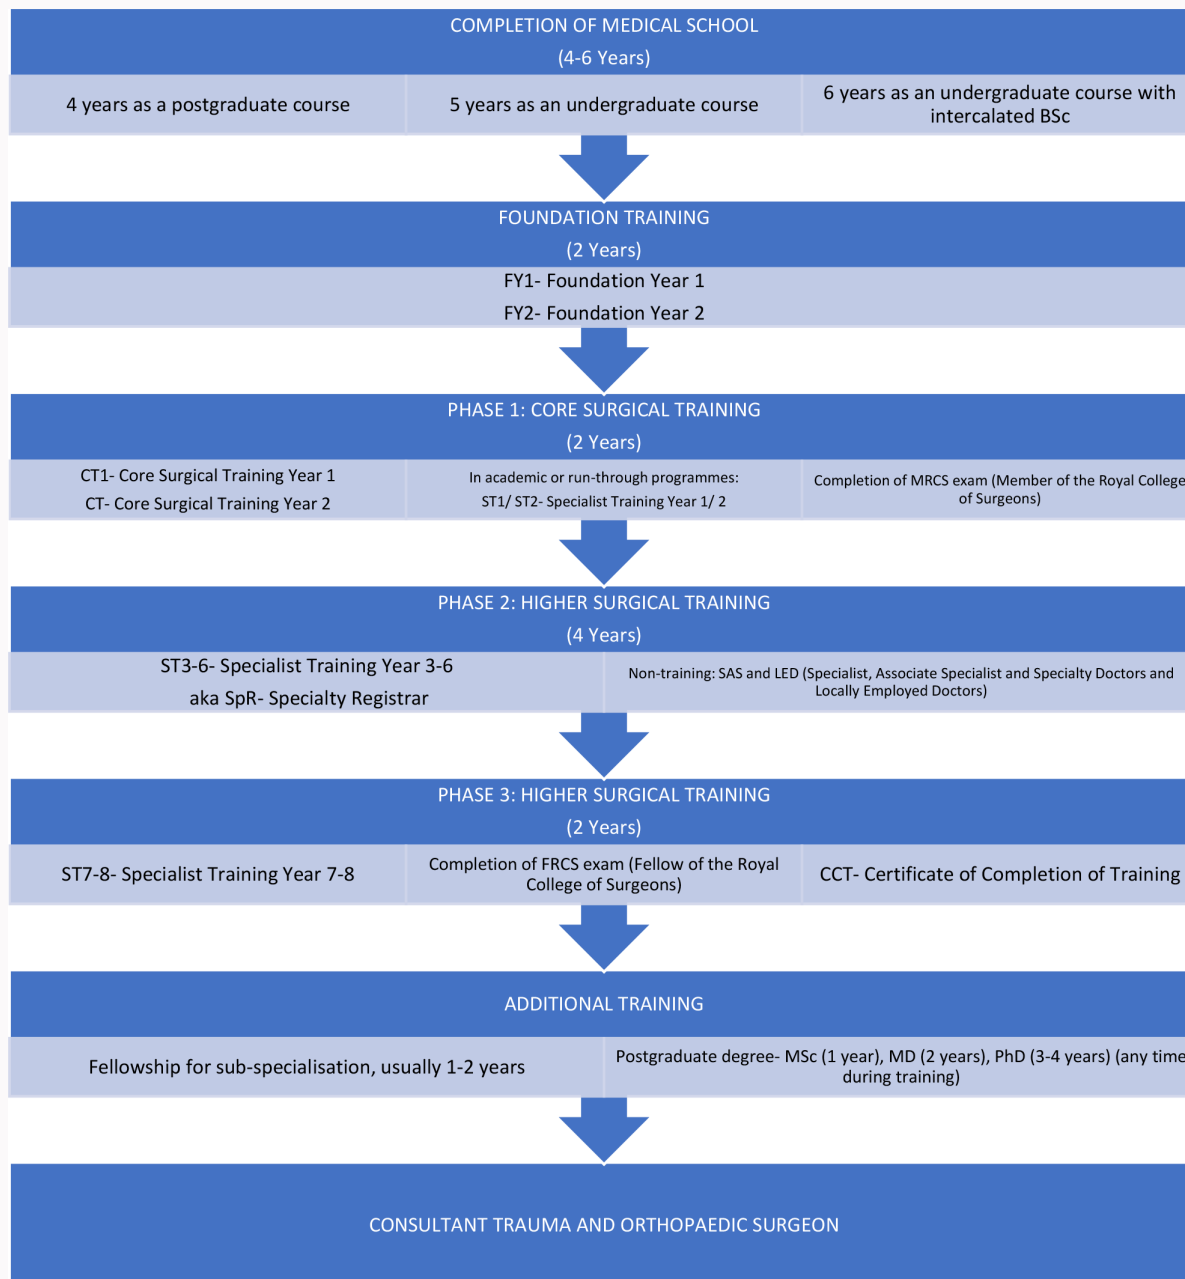 COMPLETION OF MEDICAL SCHOOL
(4-6 Years)
4 years as a postgraduate course
5 years as an undergraduate course
6 years as an undergraduate course with
intercalated BSc
FOUNDATION TRAINING
(2 Years)
FY1- Foundation Year 1
FY2- Foundation Year 2
PHASE 1: CORE SURGICAL TRAINING
(2 Years)
CT1- Core Surgical Training Year 1
CT- Core Surgical Training Year 2
In academic or run-through programmes:
ST1/ ST2- Specialist Training Year 1/ 2
Completion of MRCS exam (Member of the Royal College
of Surgeons)
PHASE 2: HIGHER SURGICAL TRAINING
(4 Years)
ST3-6- Specialist Training Year 3-6
aka SpR- Specialty Registrar
Non-training: SAS and LED (Specialist, Associate Specialist and Specialty Doctors and
Locally Employed Doctors)
PHASE 3: HIGHER SURGICAL TRAINING
(2 Years)
ST7-8- Specialist Training Year 7-8
Completion of FRCS exam (Fellow of the Royal
College of Surgeons)
CCT- Certificate of Completion of Training
ADDITIONAL TRAINING
Fellowship for sub-specialisation, usually 1-2 years
Postgraduate degree- MSc (1 year), MD (2 years), PhD (3-4 years) (any time
during training)
CONSULTANT TRAUMA AND ORTHOPAEDIC SURGEON